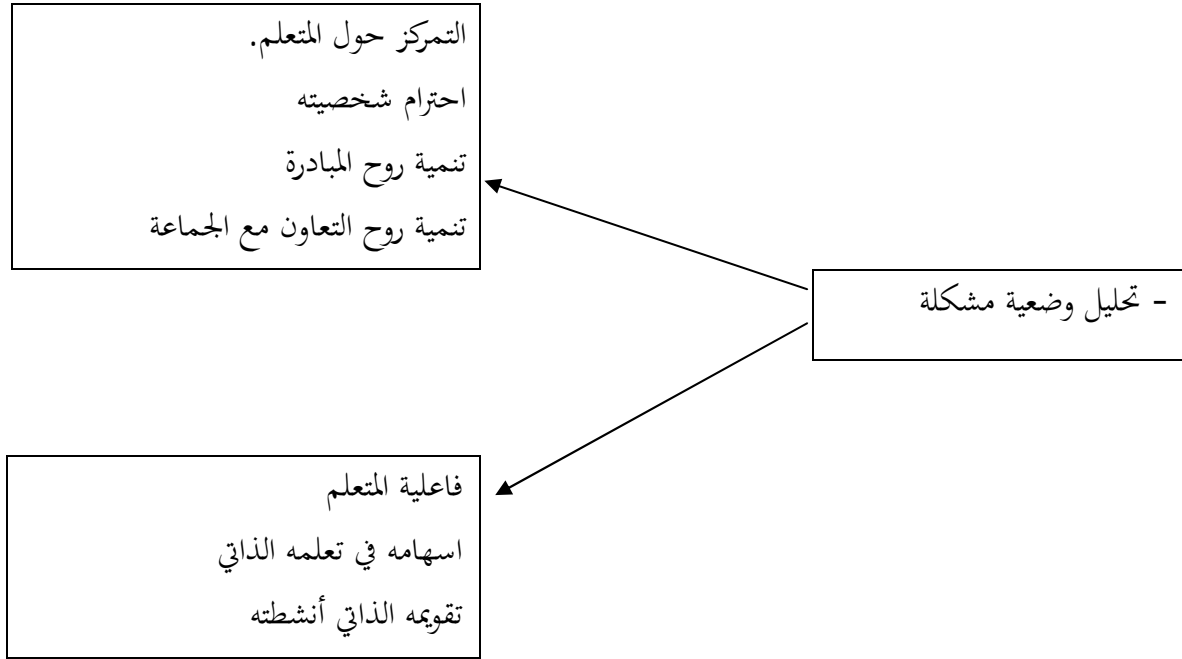 التمركز حول المتعلم.
احترام شخصيته
تنمية روح المبادرة
تنمية روح التعاون مع الجماعة
- تحليل وضعية مشكلة
فاعلية المتعلم
اسهامه في تعلمه الذاتي
تقويمه الذاتي أنشطته